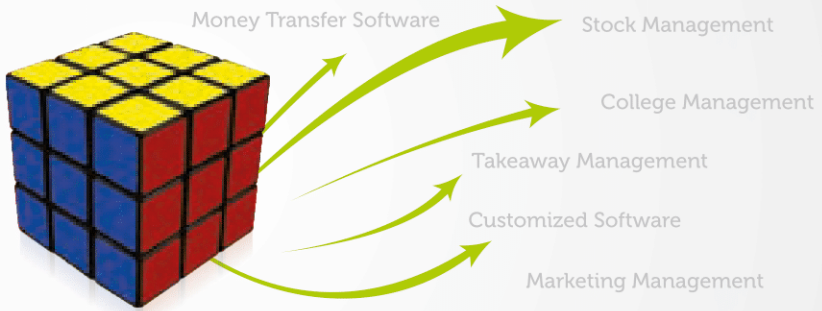 Money Transfer Software
Stock Management
College Management
Takeaway Management
Customized Software
Marketing Management